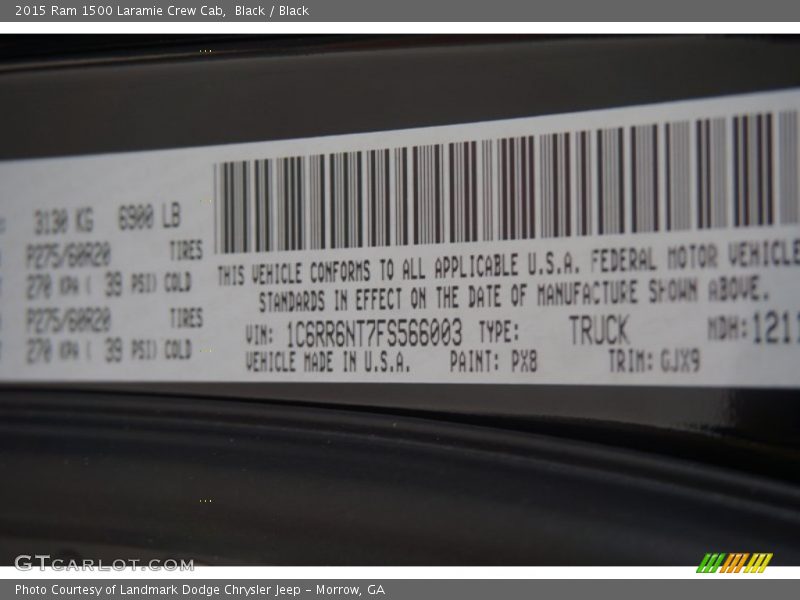 2015 Ram 1500 Laramie Crew Cab,  Black / Black
3130 KG 6900 LB
P275/60R20 TIRES
270 KPA ( 39 PSI) COLD
P275/60R20 TIRES
270 KPA ( 39 PSI) COLD
THIS VEHICLE CONFORMS TO ALL APPLICABLE U.S.A. FEDERAL MOTOR VEHICLE
STANDARDS IN EFFECT ON THE DATE OF MANUFACTURE SHOWN ABOVE.
VIN: 1C6RR6NT7FS566003 TYPE: TRUCK MDH: 1211
VEHICLE MADE IN U.S.A. PAINT: PX8 TRIM: GJX9
GTCARLOT.COM
Photo Courtesy of Landmark Dodge Chrysler Jeep – Morrow, GA